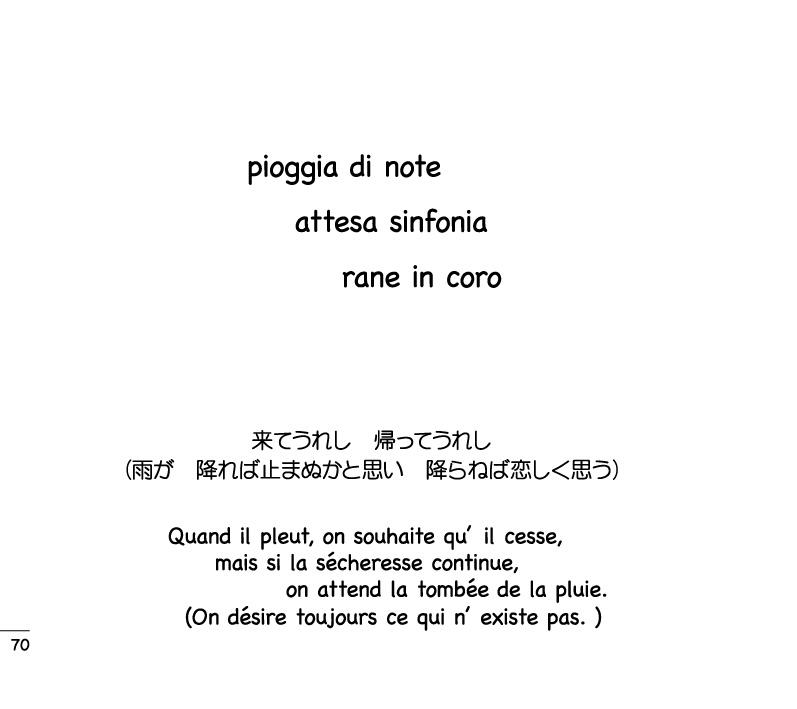 pioggia di note
attesa sinfonia
rane in coro
来てうれし　帰ってうれし
（雨が　降れば止まぬかと思い　降らねば恋しく思う）
Quand il pleut, on souhaite qu’ il cesse,
mais si la sécheresse continue,
on attend la tombée de la pluie.
(On désire toujours ce qui n’ existe pas. )
70